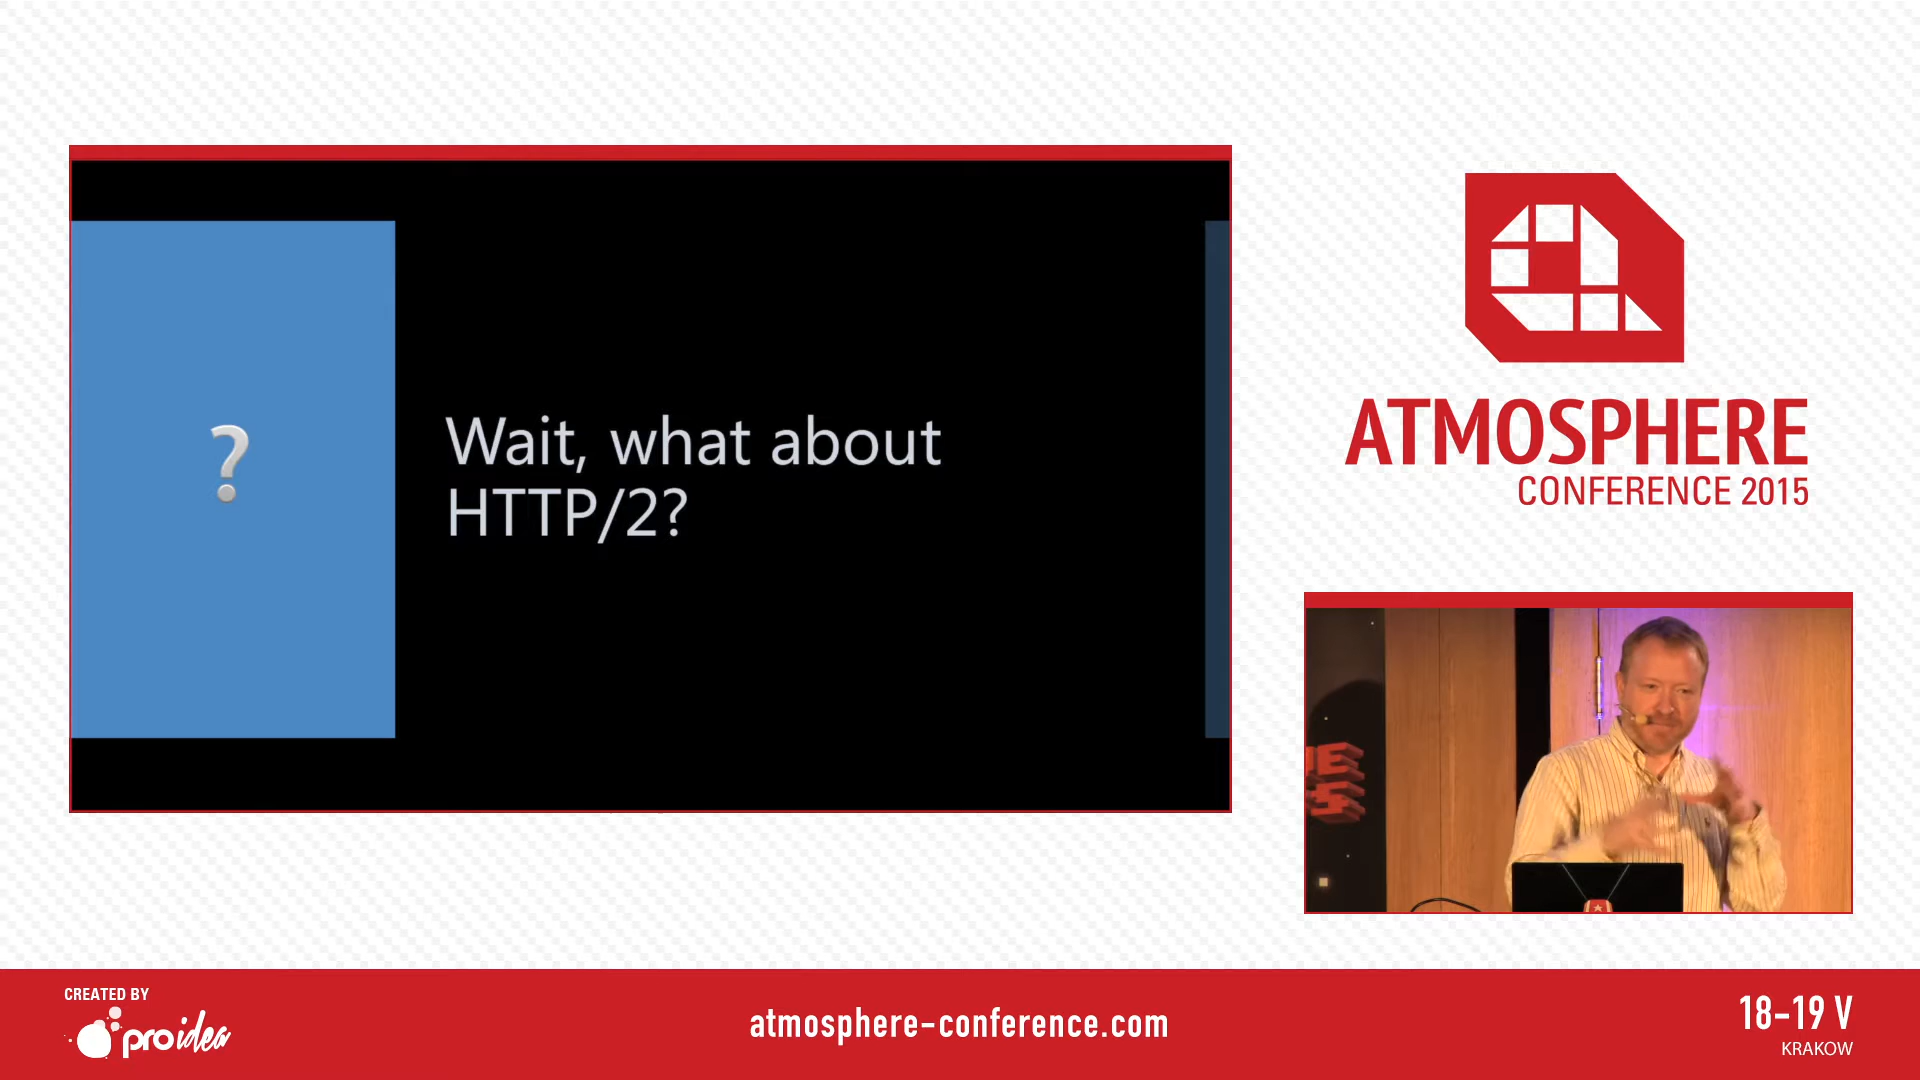 ?
Wait, what about
HTTP/2?
ATMOSPHERE
CONFERENCE 2015
CREATED BY
proidea
atmosphere-conference.com
18-19 V
KRAKOW